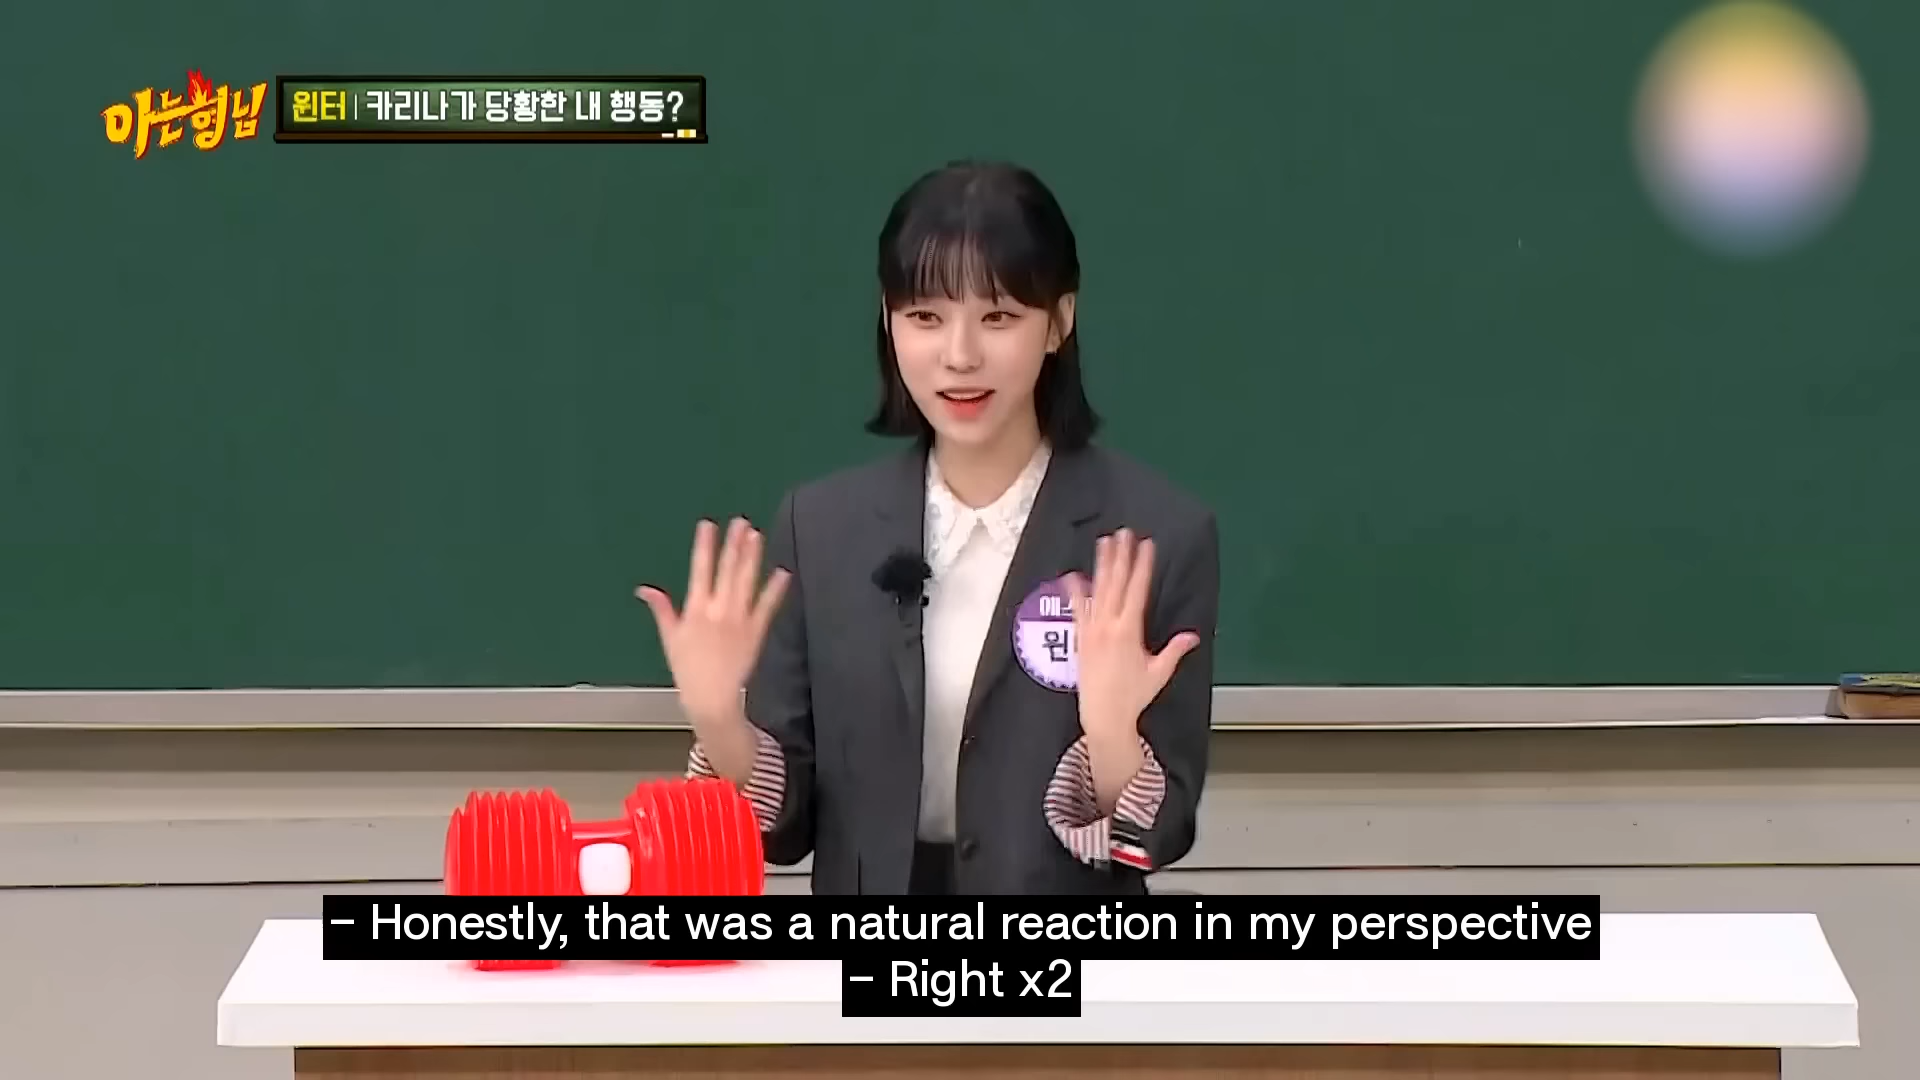 아는형님
윈터 | 카리나가 당황한 내 행동?
윈
– Honestly, that was a natural reaction in my perspective
– Right x2